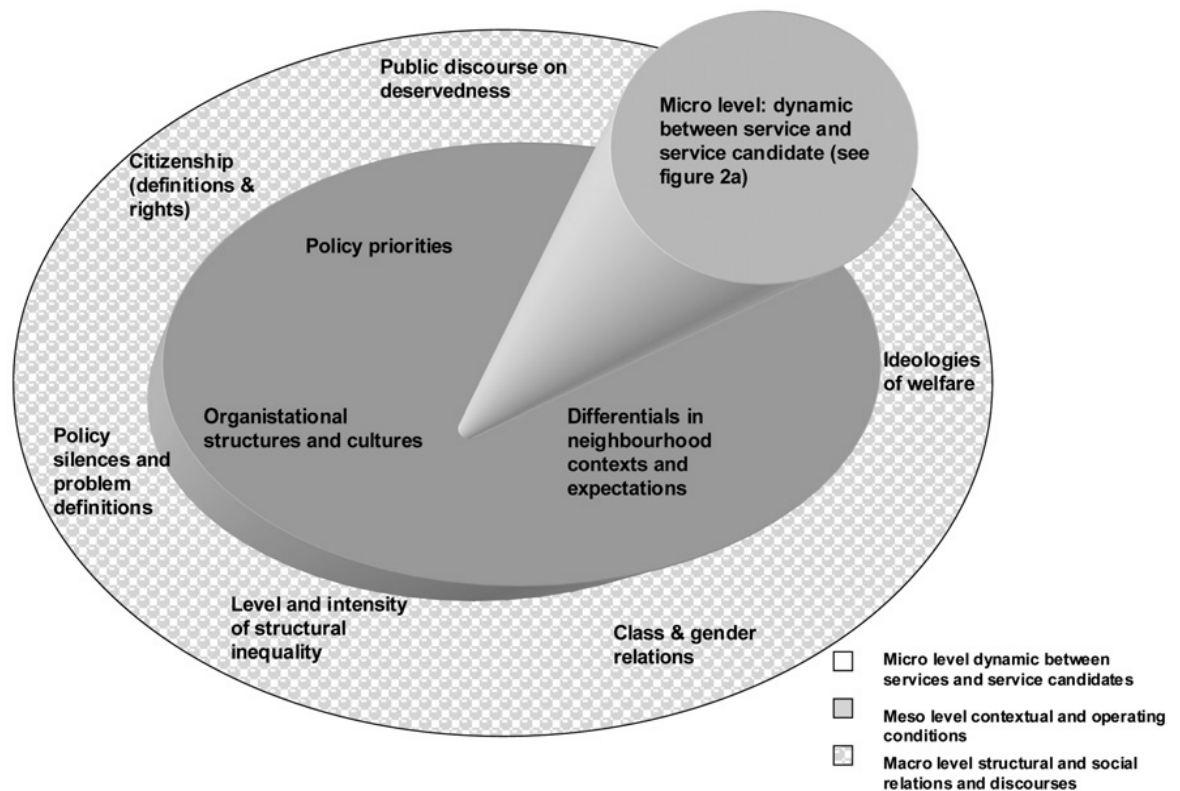 Public discourse on
deservedness
Micro level: dynamic
between service and
service candidate (see
figure 2a)
Citizenship
(definitions &
rights)
Policy priorities
Ideologies
of welfare
Organistational
structures and cultures
Differentials in
neighbourhood
contexts and
expectations
Policy
silences and
problem
definitions
Level and intensity
of structural
inequality
Class & gender
relations
Micro level dynamic between
services and service candidates
Meso level contextual and operating
conditions
Macro level structural and social
relations and discourses